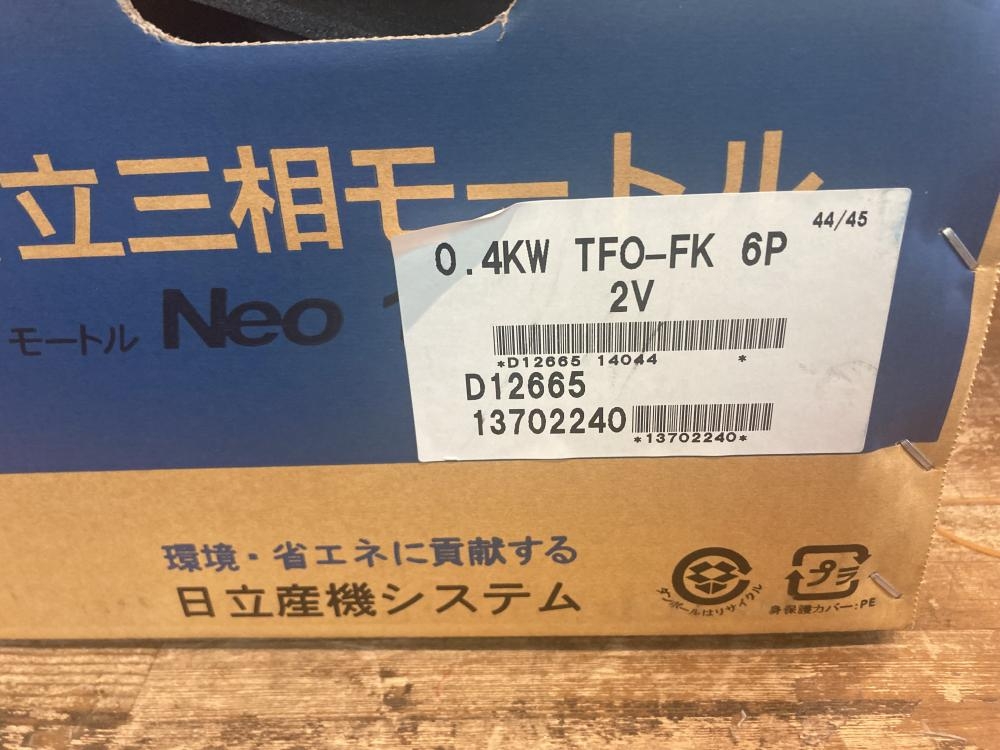 立三相モートル
44/45
0.4KW TFO-FK 6P
2V
モートル Neo
*D12665 14044 *
D12665
13702240
*13702240*
環境・省エネに貢献する
日立産機システム
ダンボールはリサイクル
プラ
身保護カバー:PE